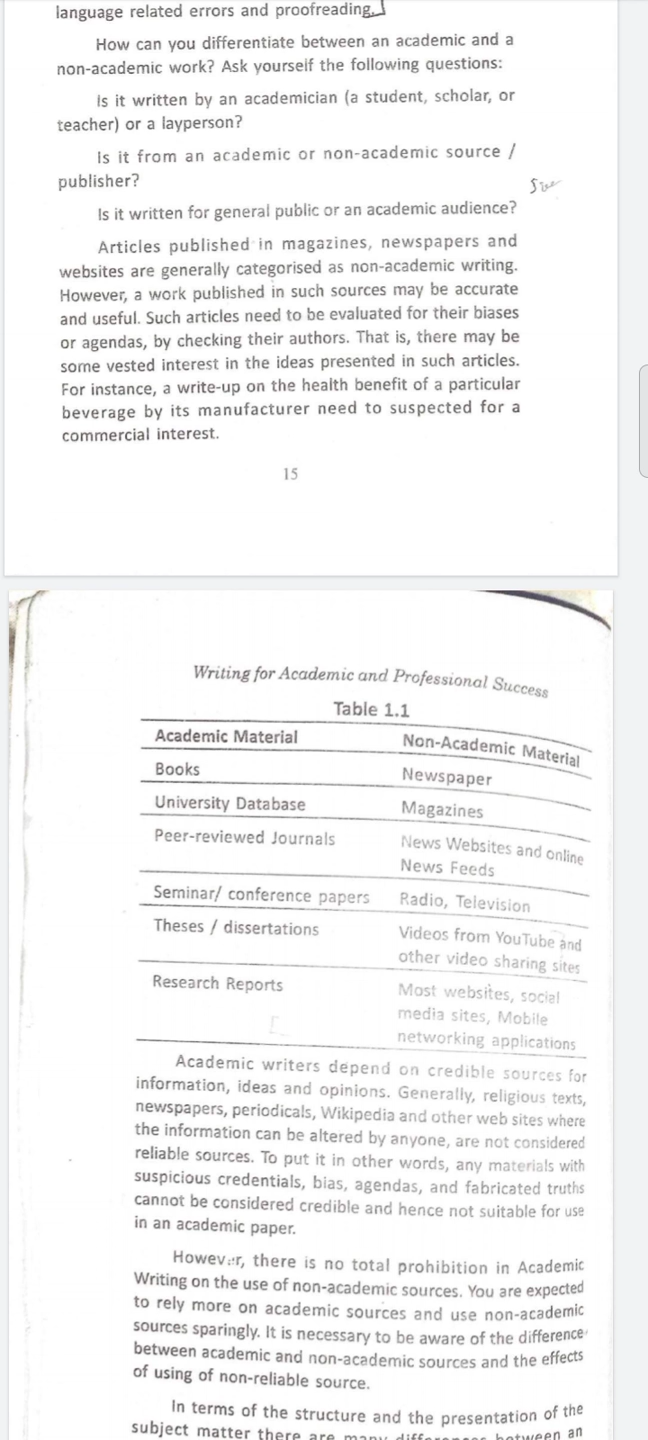 language related errors and proofreading.
How can you differentiate between an academic and a
non-academic work? Ask yourself the following questions:
Is it written by an academician (a student, scholar, or
teacher) or a layperson?
Is it from an academic or non-academic source /
publisher?
Is it written for general public or an academic audience?
Articles published in magazines, newspapers and
websites are generally categorised as non-academic writing.
However, a work published in such sources may be accurate
and useful. Such articles need to be evaluated for their biases
or agendas, by checking their authors. That is, there may be
some vested interest in the ideas presented in such articles.
For instance, a write-up on the health benefit of a particular
beverage by its manufacturer need to suspected for a
commercial interest.
15
Writing for Academic and Professional Success
Table 1.1
Academic Material Non-Academic Material
Books Newspaper
University Database Magazines
Peer-reviewed Journals News Websites and online
News Feeds
Seminar/ conference papers Radio, Television
Theses / dissertations Videos from YouTube and
other video sharing sites
Research Reports Most websites, social
media sites, Mobile
networking applications
Academic writers depend on credible sources for
information, ideas and opinions. Generally, religious texts,
newspapers, periodicals, Wikipedia and other web sites where
the information can be altered by anyone, are not considered
reliable sources. To put it in other words, any materials with
suspicious credentials, bias, agendas, and fabricated truths
cannot be considered credible and hence not suitable for use
in an academic paper.
However, there is no total prohibition in Academic
Writing on the use of non-academic sources. You are expected
to rely more on academic sources and use non-academic
sources sparingly. It is necessary to be aware of the difference
between academic and non-academic sources and the effects
of using of non-reliable source.
In terms of the structure and the presentation of the
subject matter there are many differences between an